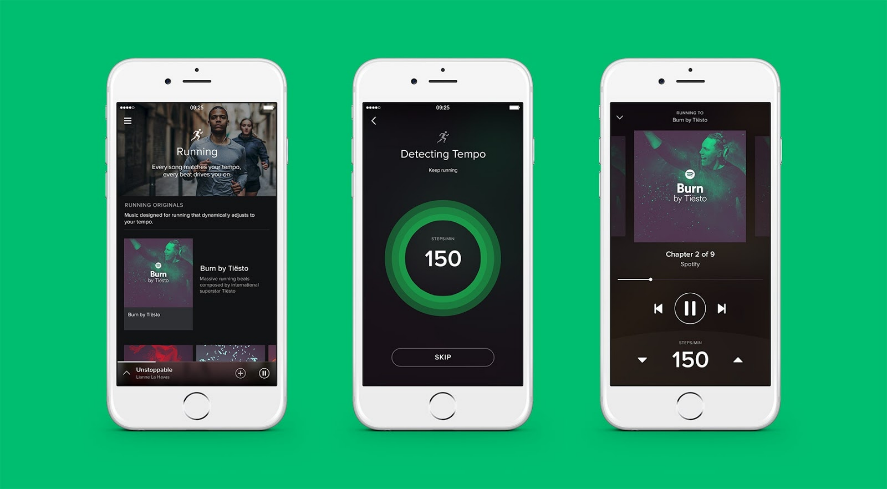 09:25
Running
Every song matches your tempo,
every beat drives you on
RUNNING ORIGINALS
Music designed for running that dynamically adjusts to
your tempo.
Burn
by Tiësto
Burn by Tiësto
Burn by Tiësto
Massive running beats
composed by international
superstar Tiësto
Unstoppable
Lianne La Havas
09:25
Detecting Tempo
Keep running
STEPS/MIN
150
SKIP
RUNNING TO
Burn by Tiësto
Burn
by Tiësto
Chapter 2 of 9
Spotify
STEPS/MIN
150